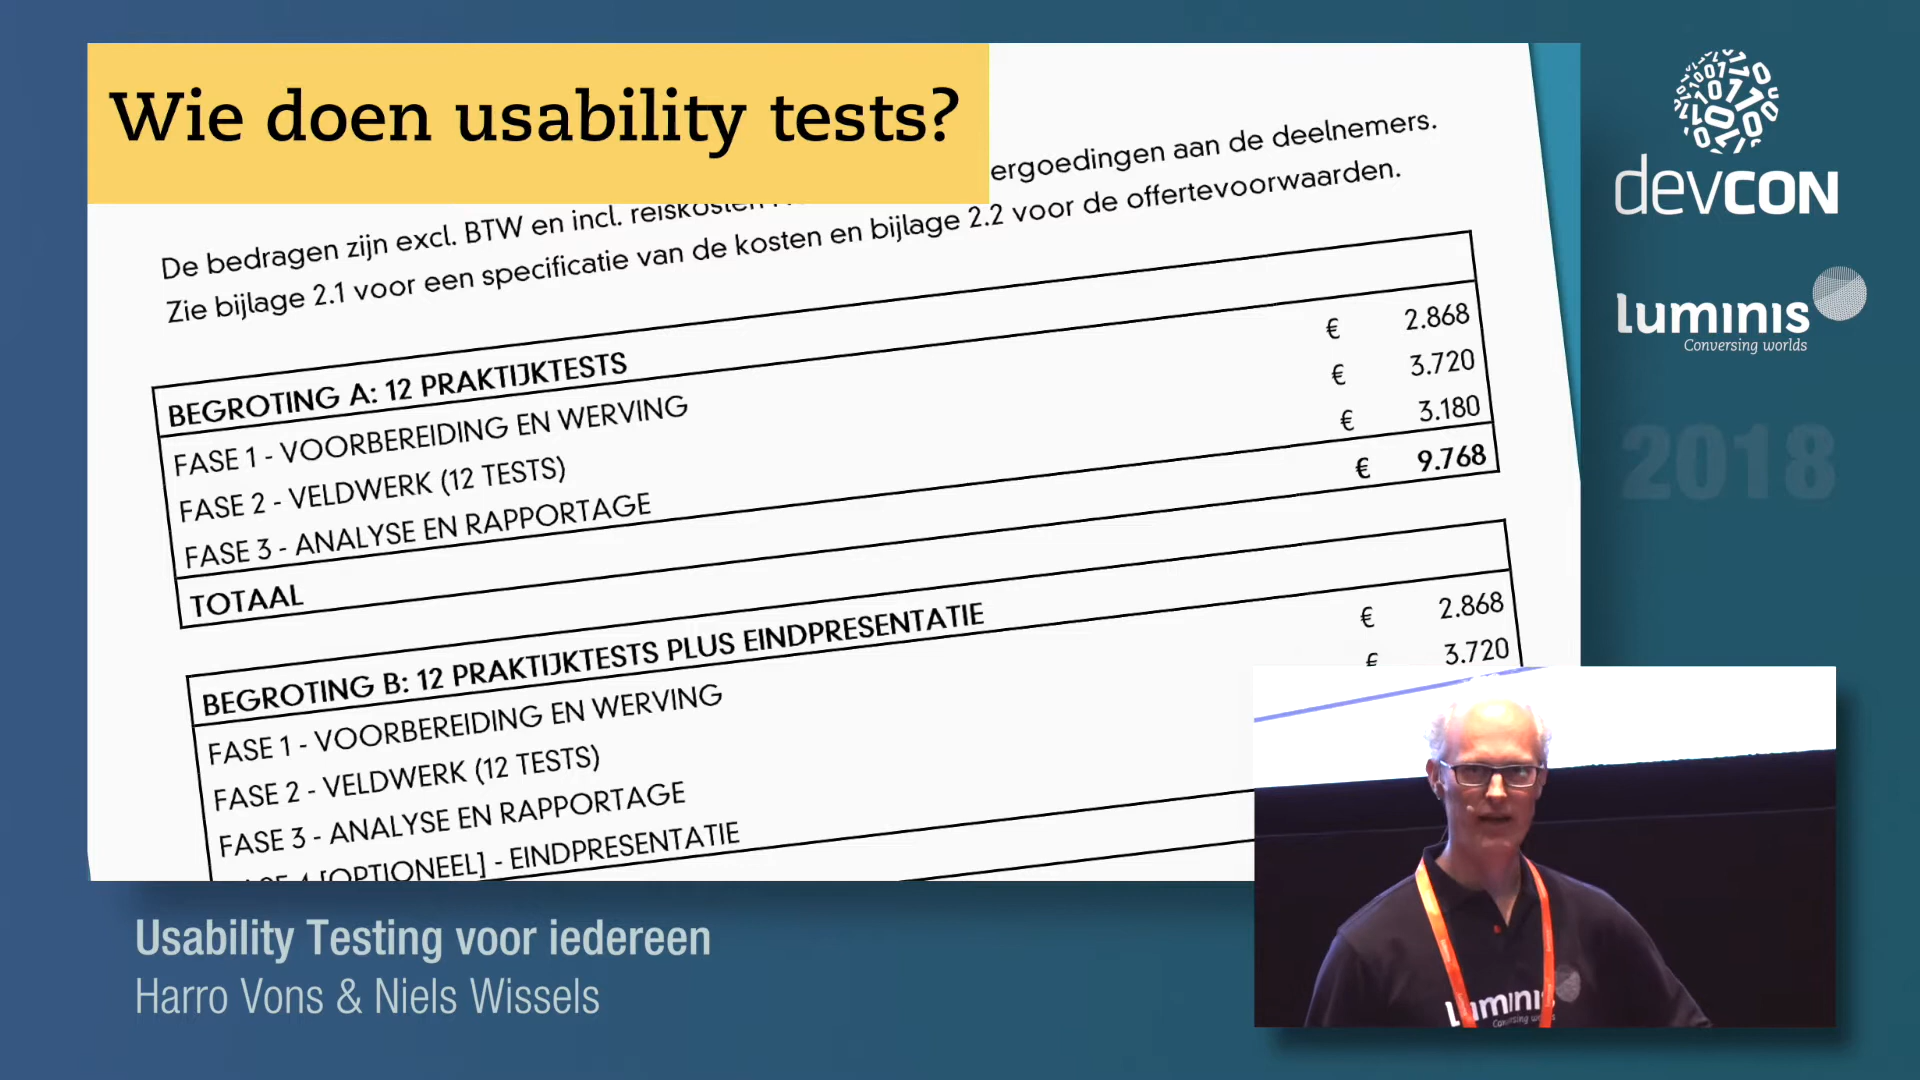 Wie doen usability tests?
ergoedingen aan de deelnemers.
De bedragen zijn excl. BTW en incl. reiskosten
Zie bijlage 2.1 voor een specificatie van de kosten en bijlage 2.2 voor de offertevoorwaarden.
BEGROTING A: 12 PRAKTIJKTESTS
FASE 1 - VOORBEREIDING EN WERVING € 2.868
FASE 2 - VELDWERK (12 TESTS) € 3.720
FASE 3 - ANALYSE EN RAPPORTAGE € 3.180
TOTAAL € 9.768
BEGROTING B: 12 PRAKTIJKTESTS PLUS EINDPRESENTATIE
FASE 1 - VOORBEREIDING EN WERVING € 2.868
FASE 2 - VELDWERK (12 TESTS) € 3.720
FASE 3 - ANALYSE EN RAPPORTAGE
[OPTIONEEL] - EINDPRESENTATIE
devcon
luminis
Conversing worlds
2018
Usability Testing voor iedereen
Harro Vons & Niels Wissels
luminis